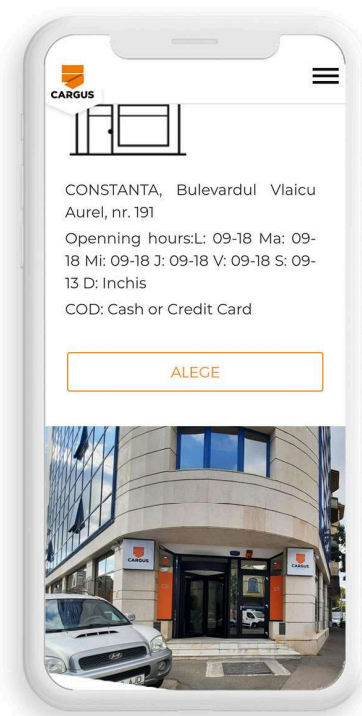 CARGUS
CONSTANTA, Bulevardul Vlaicu
Aurel, nr. 191
Openning hours:L: 09-18 Ma: 09-
18 Mi: 09-18 J: 09-18 V: 09-18 S: 09-
13 D: Inchis
COD: Cash or Credit Card
ALEGE
CARGUS
CARGUS